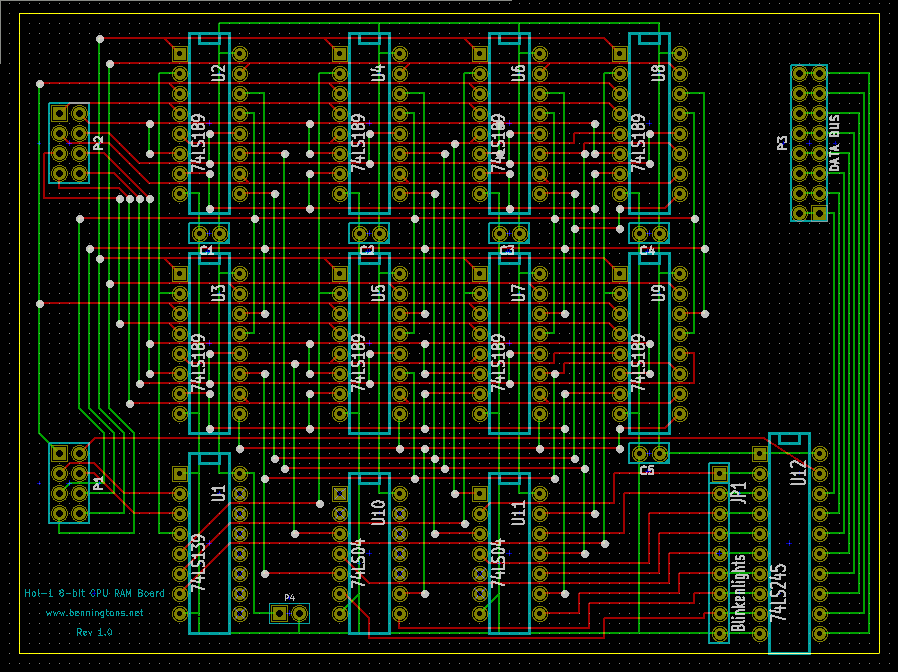 U2
74LS189
U4
74LS189
U6
74LS189
U8
74LS189
P2
P3
DATA BUS
C1
C2
C3
C4
U3
74LS189
U5
74LS189
U7
74LS189
U9
74LS189
P1
C5
U1
74LS139
U10
74LS04
U11
74LS04
JP1
Blinkenlights
U12
74LS245
P4
Hol-1 8-bit CPU RAM Board
www.benningtons.net
Rev 1.0